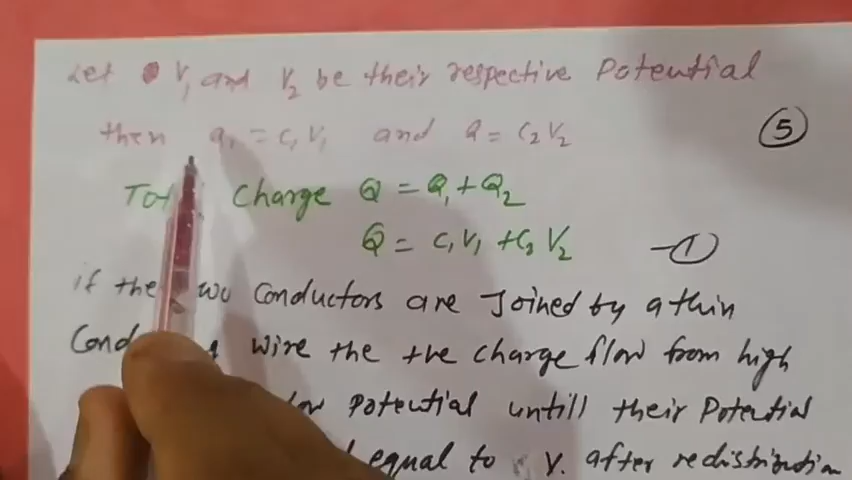 Let V₁ and V₂ be their respective Potential
then Q₁ = C₁V₁ and Q = C₂V₂
5
Charge Q = Q₁ + Q₂
Q = C₁V₁ + C₂V₂ —1
if the conductors are Joined by a thin
wire the +ve charge flow from high
Potential untill their Potential
equal to V. after redistribution